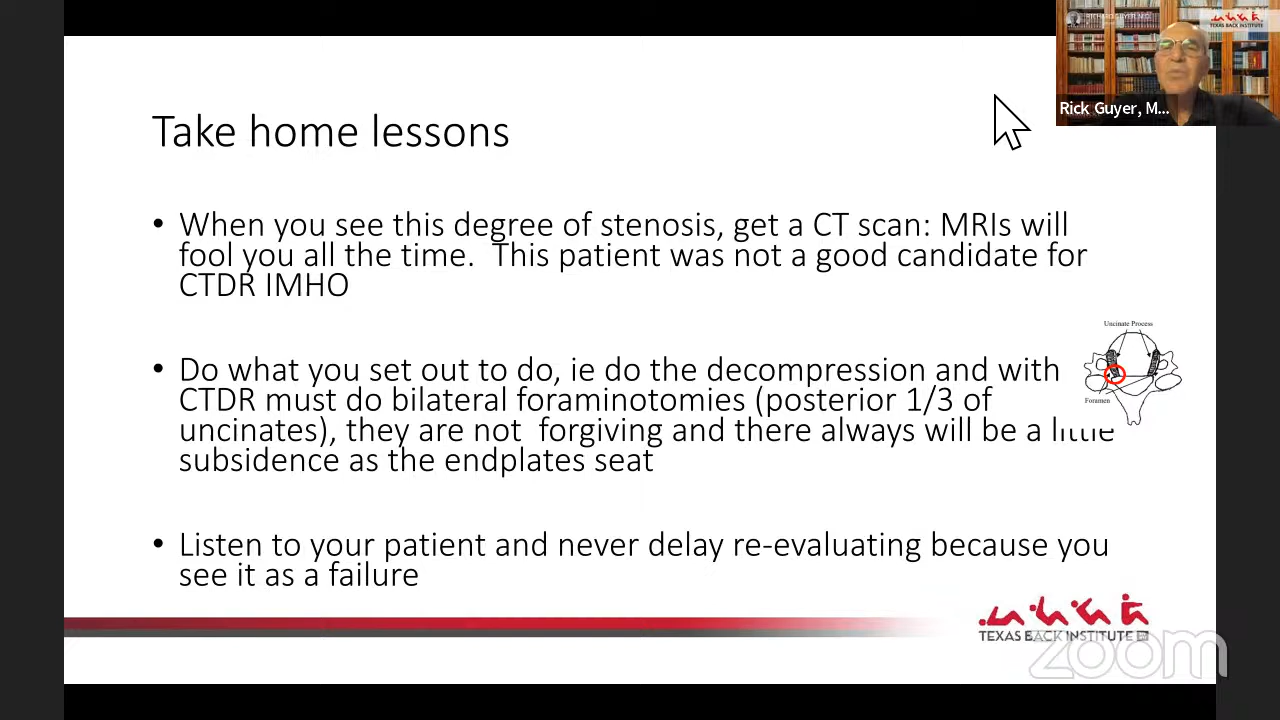 TEXAS BACK INSTITUTE
Rick Guyer, M...
Take home lessons
• When you see this degree of stenosis, get a CT scan: MRIs will
fool you all the time. This patient was not a good candidate for
CTDR IMHO
Uncinate Process
• Do what you set out to do, ie do the decompression and with
CTDR must do bilateral foraminotomies (posterior 1/3 of
Foramen
uncinates), they are not forgiving and there always will be a little
subsidence as the endplates seat
• Listen to your patient and never delay re-evaluating because you
see it as a failure
TEXAS BACK INSTITUTE
zoom